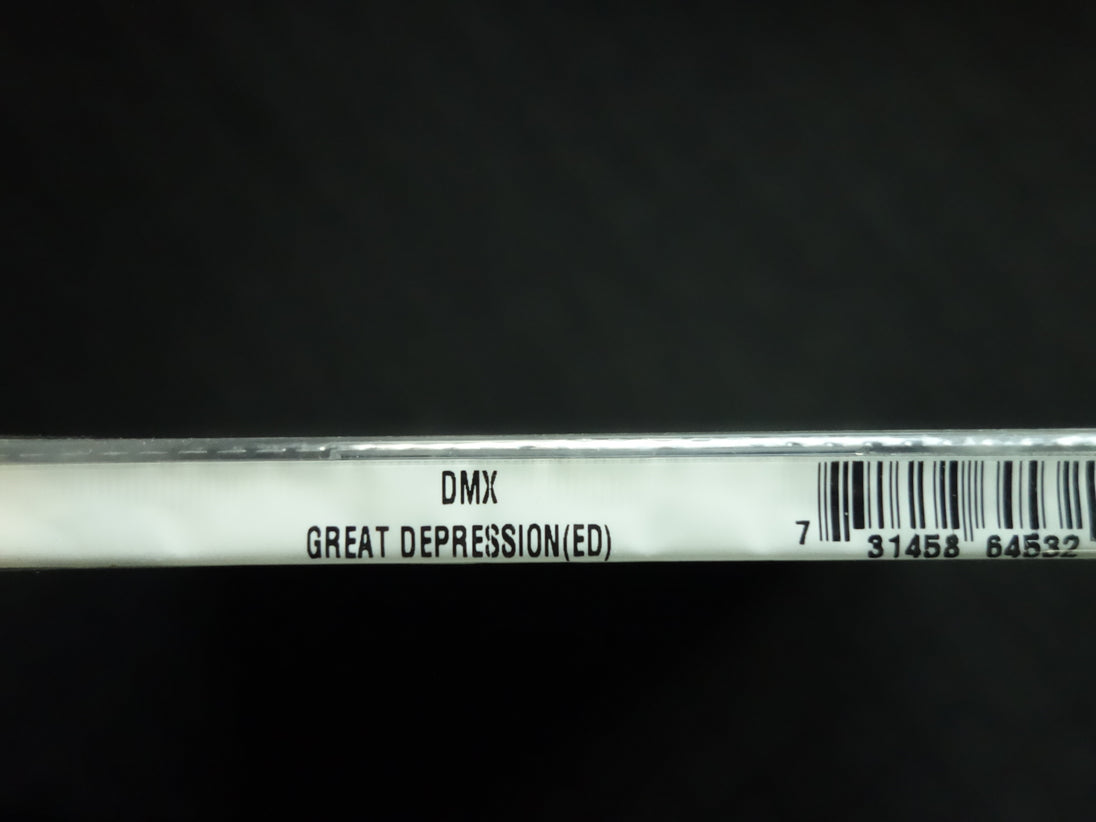 DMX
GREAT DEPRESSION(ED)
7 31458 64532